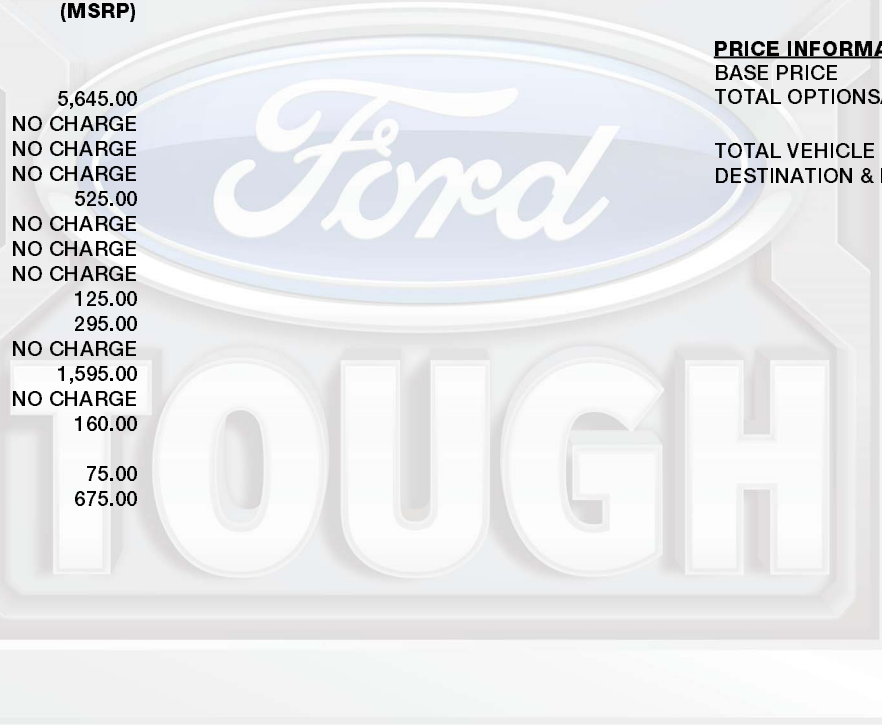 (MSRP)
5,645.00
NO CHARGE
NO CHARGE
NO CHARGE
525.00
NO CHARGE
NO CHARGE
NO CHARGE
125.00
295.00
NO CHARGE
1,595.00
NO CHARGE
160.00
75.00
675.00
PRICE INFORMA
BASE PRICE
TOTAL OPTIONS
TOTAL VEHICLE
DESTINATION &
Ford
TOUGH